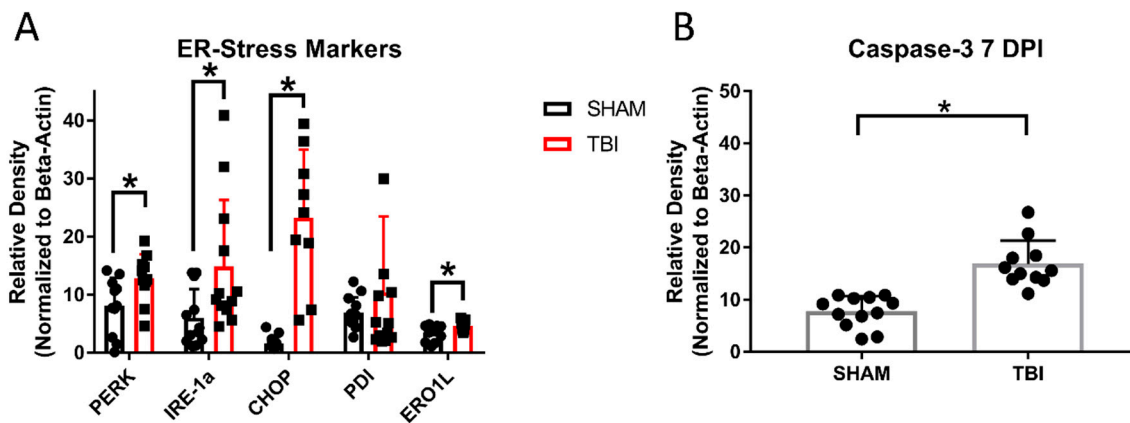 A
ER-Stress Markers
Relative Density
(Normalized to Beta-Actin)
40
30
20
10
0
*
*
*
*
PERK
IRE-1a
CHOP
PDI
ERO1L
SHAM
TBI
B
Caspase-3 7 DPI
Relative Density
(Normalized to Beta-Actin)
50
40
30
20
10
0
*
SHAM
TBI